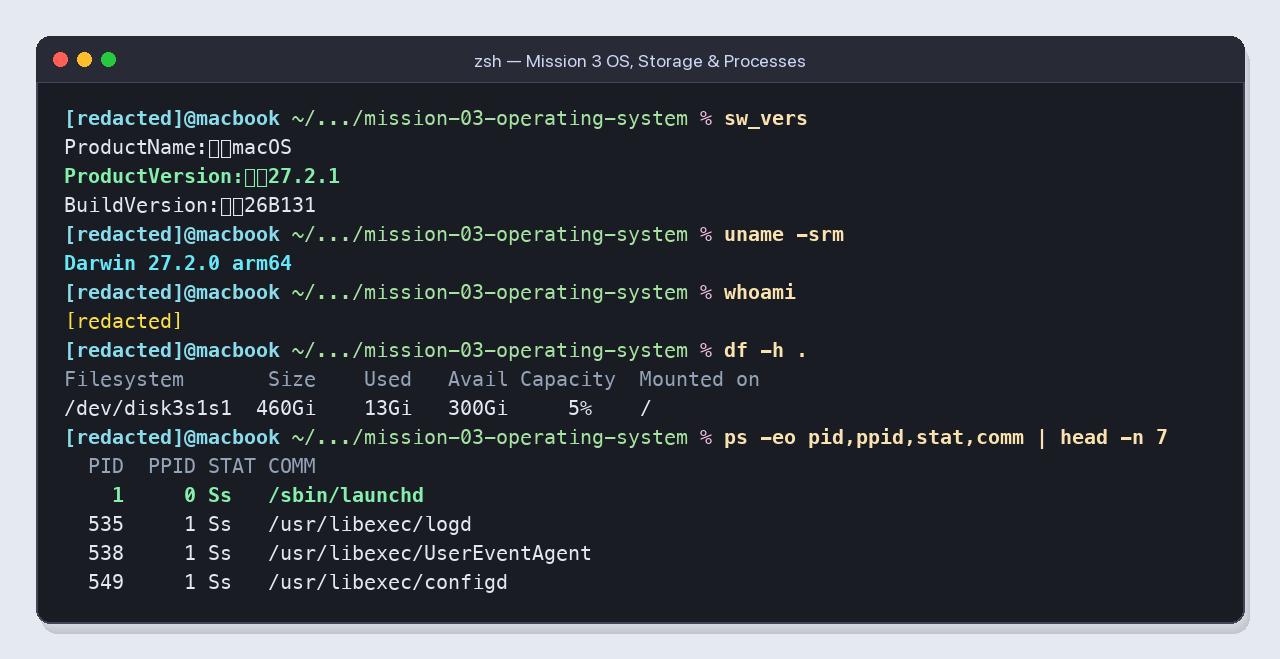 zsh — Mission 3 OS, Storage & Processes
[redacted]@macbook ~/.../mission-03-operating-system % sw_vers
ProductName:▯▯macOS
ProductVersion:▯▯27.2.1
BuildVersion:▯▯26B131
[redacted]@macbook ~/.../mission-03-operating-system % uname -srm
Darwin 27.2.0 arm64
[redacted]@macbook ~/.../mission-03-operating-system % whoami
[redacted]
[redacted]@macbook ~/.../mission-03-operating-system % df -h .
Filesystem       Size    Used   Avail Capacity  Mounted on
/dev/disk3s1s1  460Gi    13Gi   300Gi     5%    /
[redacted]@macbook ~/.../mission-03-operating-system % ps -eo pid,ppid,stat,comm | head -n 7
  PID  PPID STAT COMM
    1     0 Ss   /sbin/launchd
  535     1 Ss   /usr/libexec/logd
  538     1 Ss   /usr/libexec/UserEventAgent
  549     1 Ss   /usr/libexec/configd